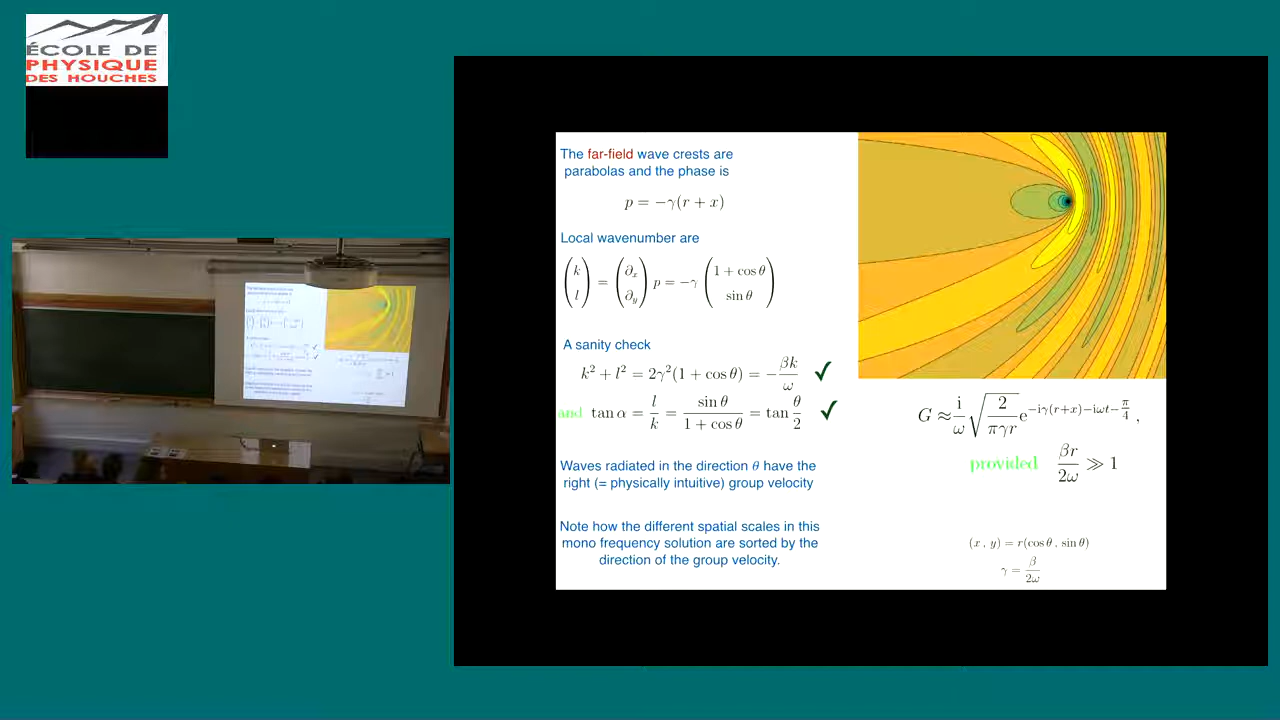 ÉCOLE DE
PHYSIQUE
DES HOUCHES
The far-field wave crests are
parabolas and the phase is
p = −γ(r + x)
Local wavenumber are
(k l) = (∂x ∂y) p = −γ (1 + cos θ sin θ)
A sanity check
k² + l² = 2γ²(1 + cos θ) = −βk/ω ✓
and tan α = l/k = sin θ/(1 + cos θ) = tan θ/2 ✓
Waves radiated in the direction θ have the
right (= physically intuitive) group velocity
Note how the different spatial scales in this
mono frequency solution are sorted by the
direction of the group velocity.
G ≈ i/ω √(2/πγr) e^{−iγ(r+x)−iωt−π/4} ,
provided βr/2ω ≫ 1
(x , y) = r(cos θ , sin θ)
γ = β/2ω